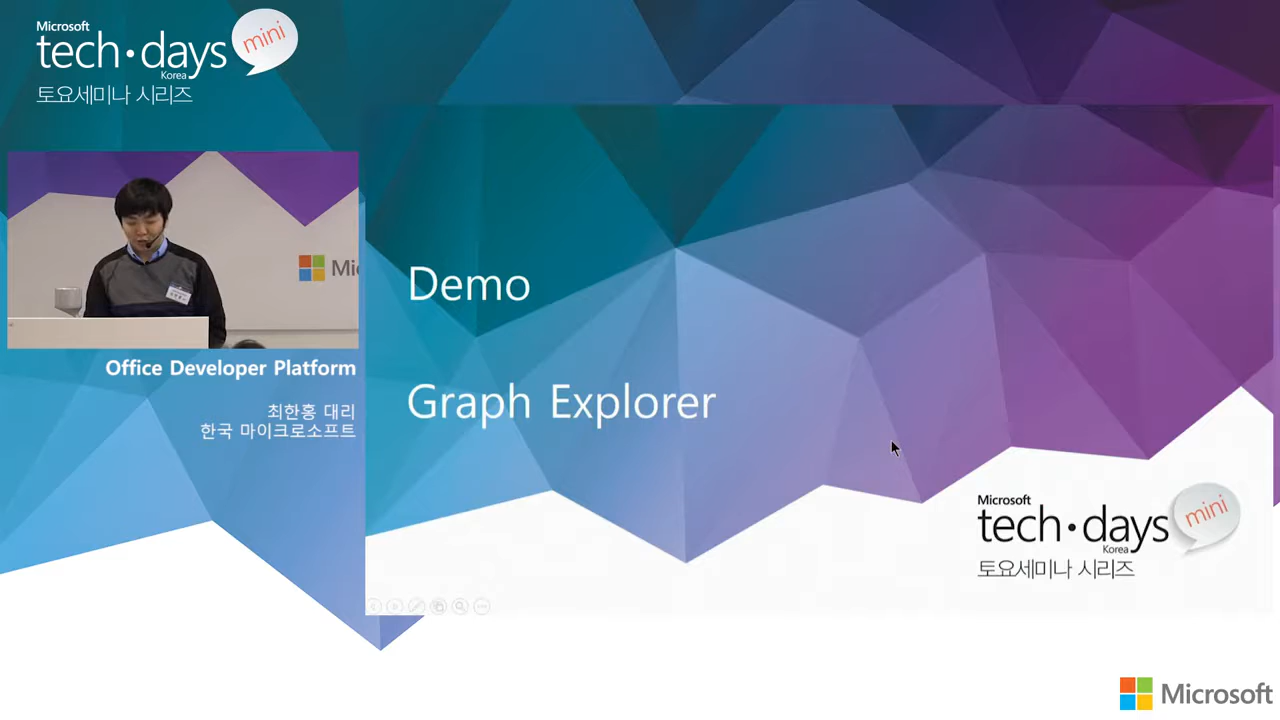 Microsoft
tech·days
mini
Korea
토요세미나 시리즈
Office Developer Platform
최한홍 대리
한국 마이크로소프트
Demo
Graph Explorer
Microsoft
tech·days
mini
Korea
토요세미나 시리즈
Microsoft